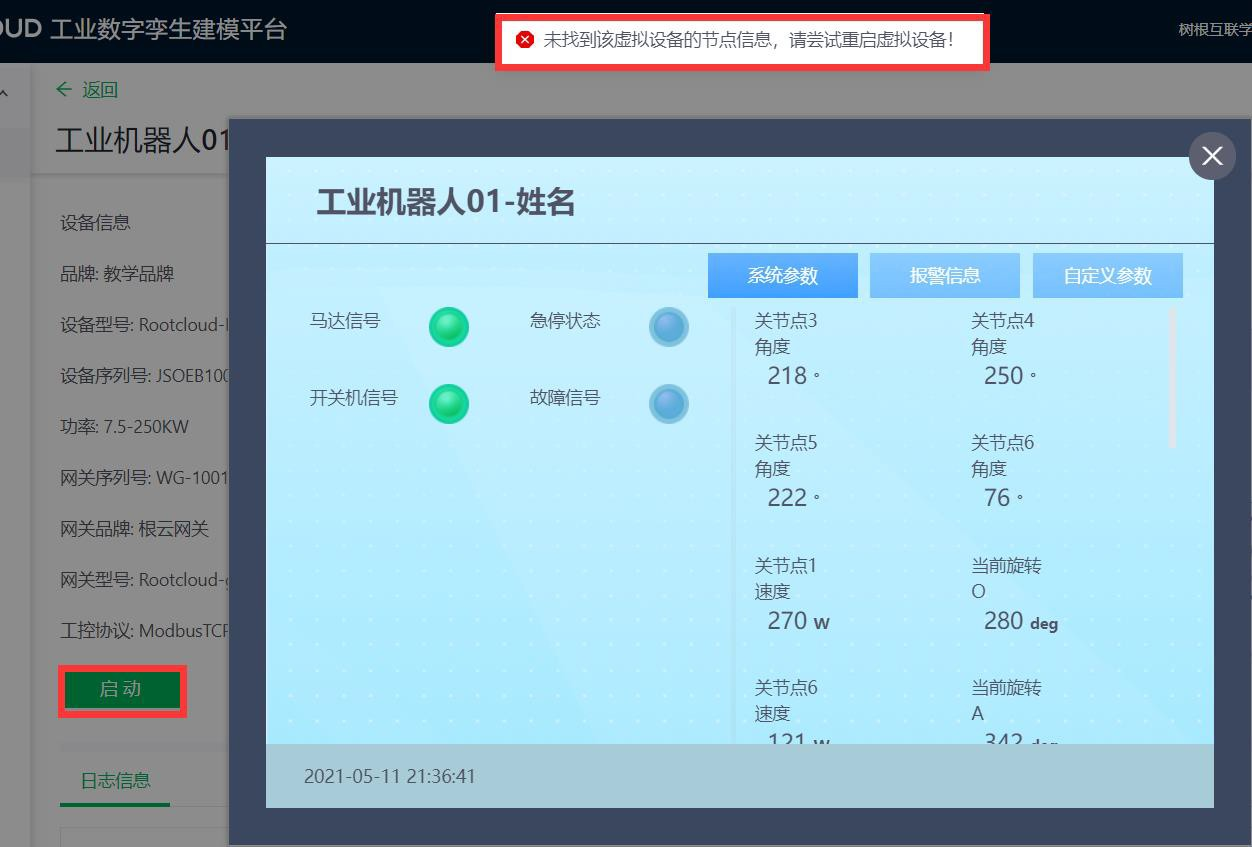 OUD 工业数字孪生建模平台
未找到该虚拟设备的节点信息，请尝试重启虚拟设备！
树根互联学
返回
工业机器人01
设备信息
品牌: 教学品牌
设备型号: Rootcloud-
设备序列号: JSOEB100
功率: 7.5-250KW
网关序列号: WG-1001
网关品牌: 根云网关
网关型号: Rootcloud-g
工控协议: ModbusTCP
启动
日志信息
工业机器人01-姓名
系统参数 报警信息 自定义参数
马达信号 急停状态
开关机信号 故障信号
关节点3 关节点4
角度 角度
218 ° 250 °
关节点5 关节点6
角度 角度
222 ° 76 °
关节点1 当前旋转
速度 O
270 w 280 deg
关节点6 当前旋转
速度 A
121 w 342 deg
2021-05-11 21:36:41